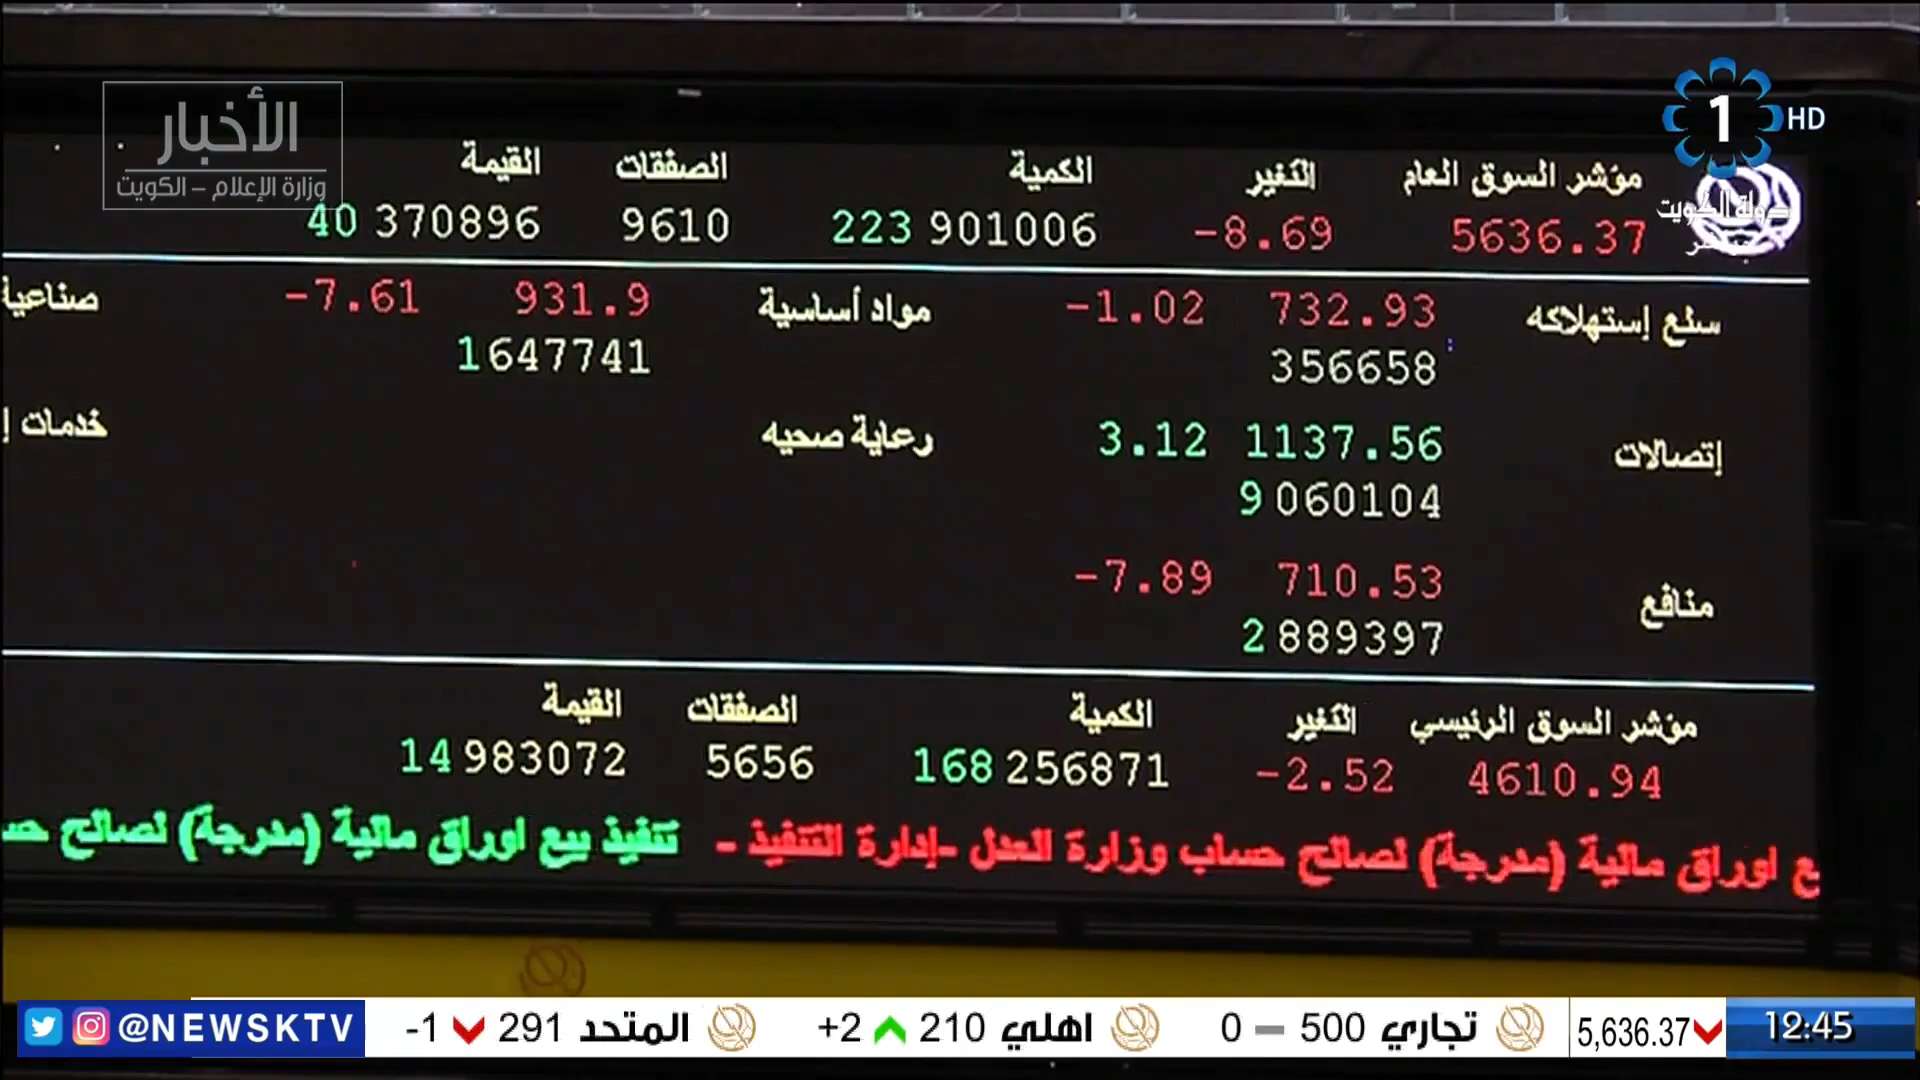 الأخبار
وزارة الإعلام – الكويت
1 HD
دولة الكويت
مؤشر السوق العام التغير الكمية الصفقات القيمة
5636.37 -8.69 223 901006 9610 40 370896
سلع إستهلاكه 732.93 -1.02 مواد أساسية 931.9 -7.61 صناعية
356658 1647741
إتصالات 1137.56 3.12 رعاية صحيه خدمات
9 060104
منافع 710.53 -7.89
2 889397
مؤشر السوق الرئيسي التغير الكمية الصفقات القيمة
4610.94 -2.52 168 256871 5656 14 983072
ع اوراق مالية (مدرجة) لصالح حساب وزارة العدل -إدارة التنفيذ - تنفيذ بيع اوراق مالية (مدرجة) لصالح حس
12:45 5,636.37 تجاري 500 0 اهلي 210 +2 المتحد 291 -1 @NEWSKTV